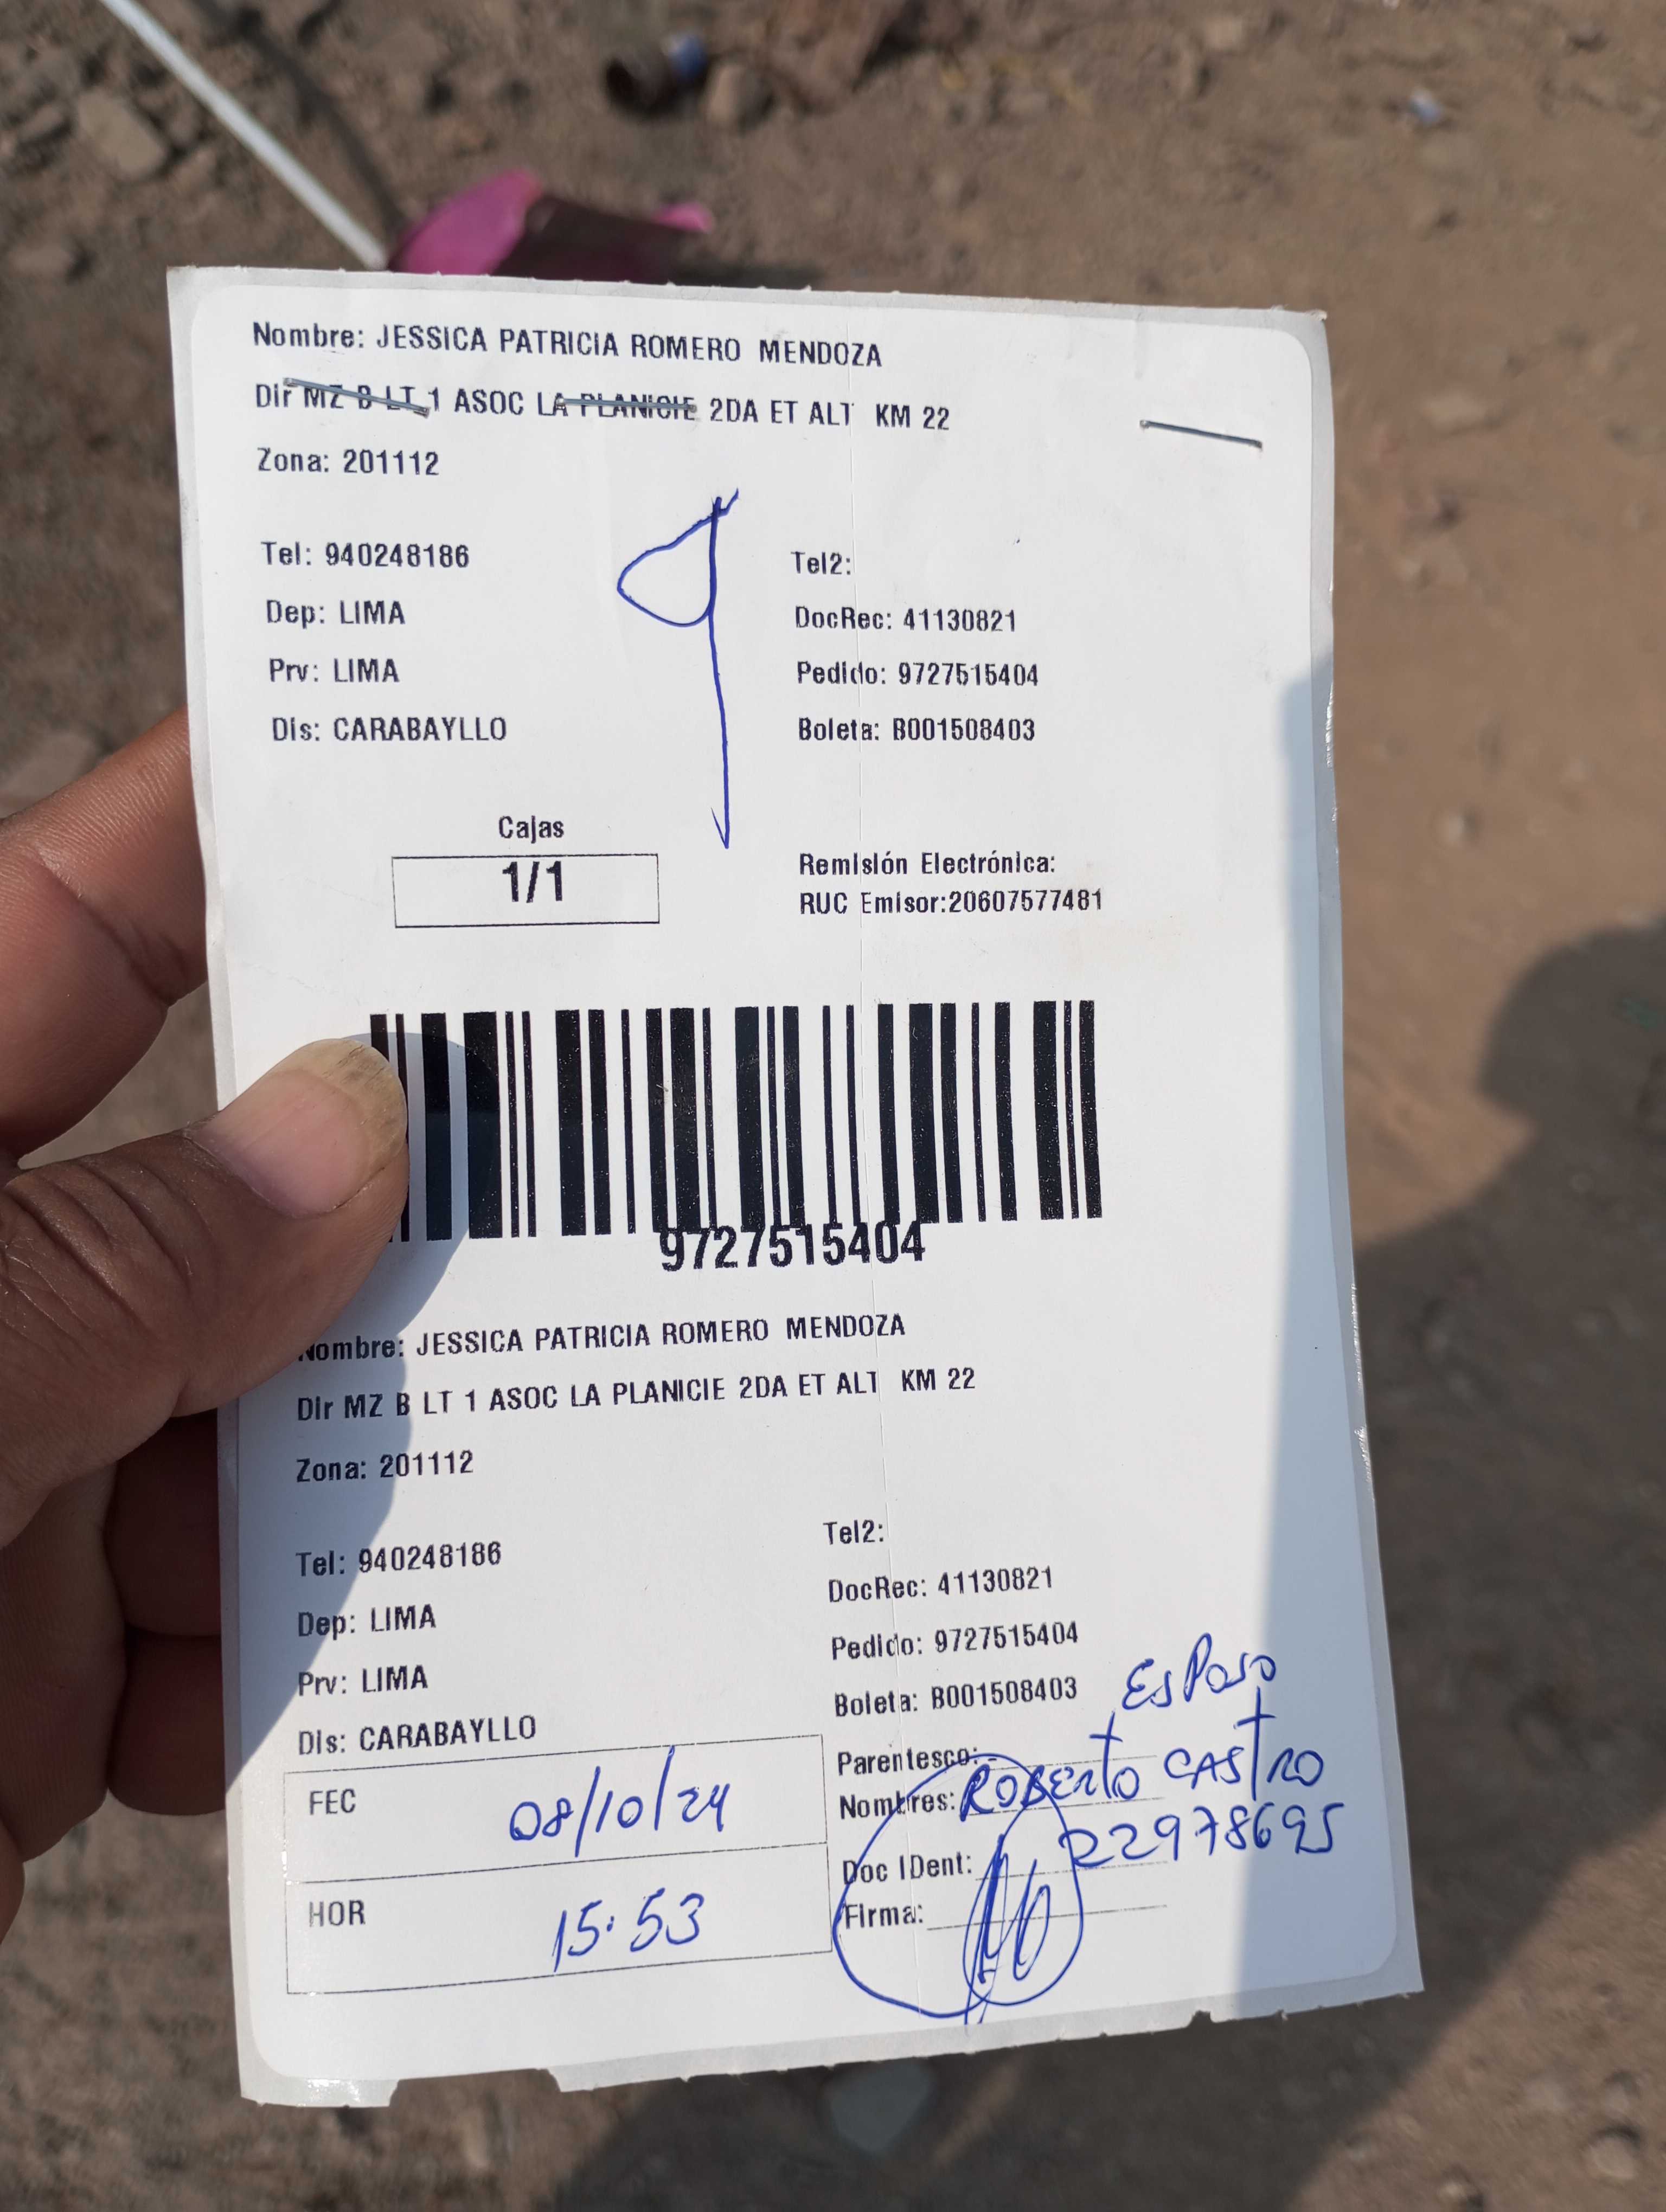 Nombre: JESSICA PATRICIA ROMERO MENDOZA
Dir MZ B LT 1 ASOC LA PLANICIE 2DA ET ALT KM 22
Zona: 201112
Tel: 940248186
Tel2:
Dep: LIMA
DocRec: 41130821
Prv: LIMA
Pedido: 9727515404
Dis: CARABAYLLO
Boleta: B001508403
Cajas
1/1
Remisión Electrónica:
RUC Emisor:20607577481
9727515404
Nombre: JESSICA PATRICIA ROMERO MENDOZA
Dir MZ B LT 1 ASOC LA PLANICIE 2DA ET ALT KM 22
Zona: 201112
Tel2:
Tel: 940248186
DocRec: 41130821
Dep: LIMA
Pedido: 9727515404
Prv: LIMA
Boleta: B001508403
Dis: CARABAYLLO
Parentesco: Esposo
Nombres: ROBERTO CASTRO
Doc IDent: 22978695
Firma:
FEC 08/10/24
HOR 15:53